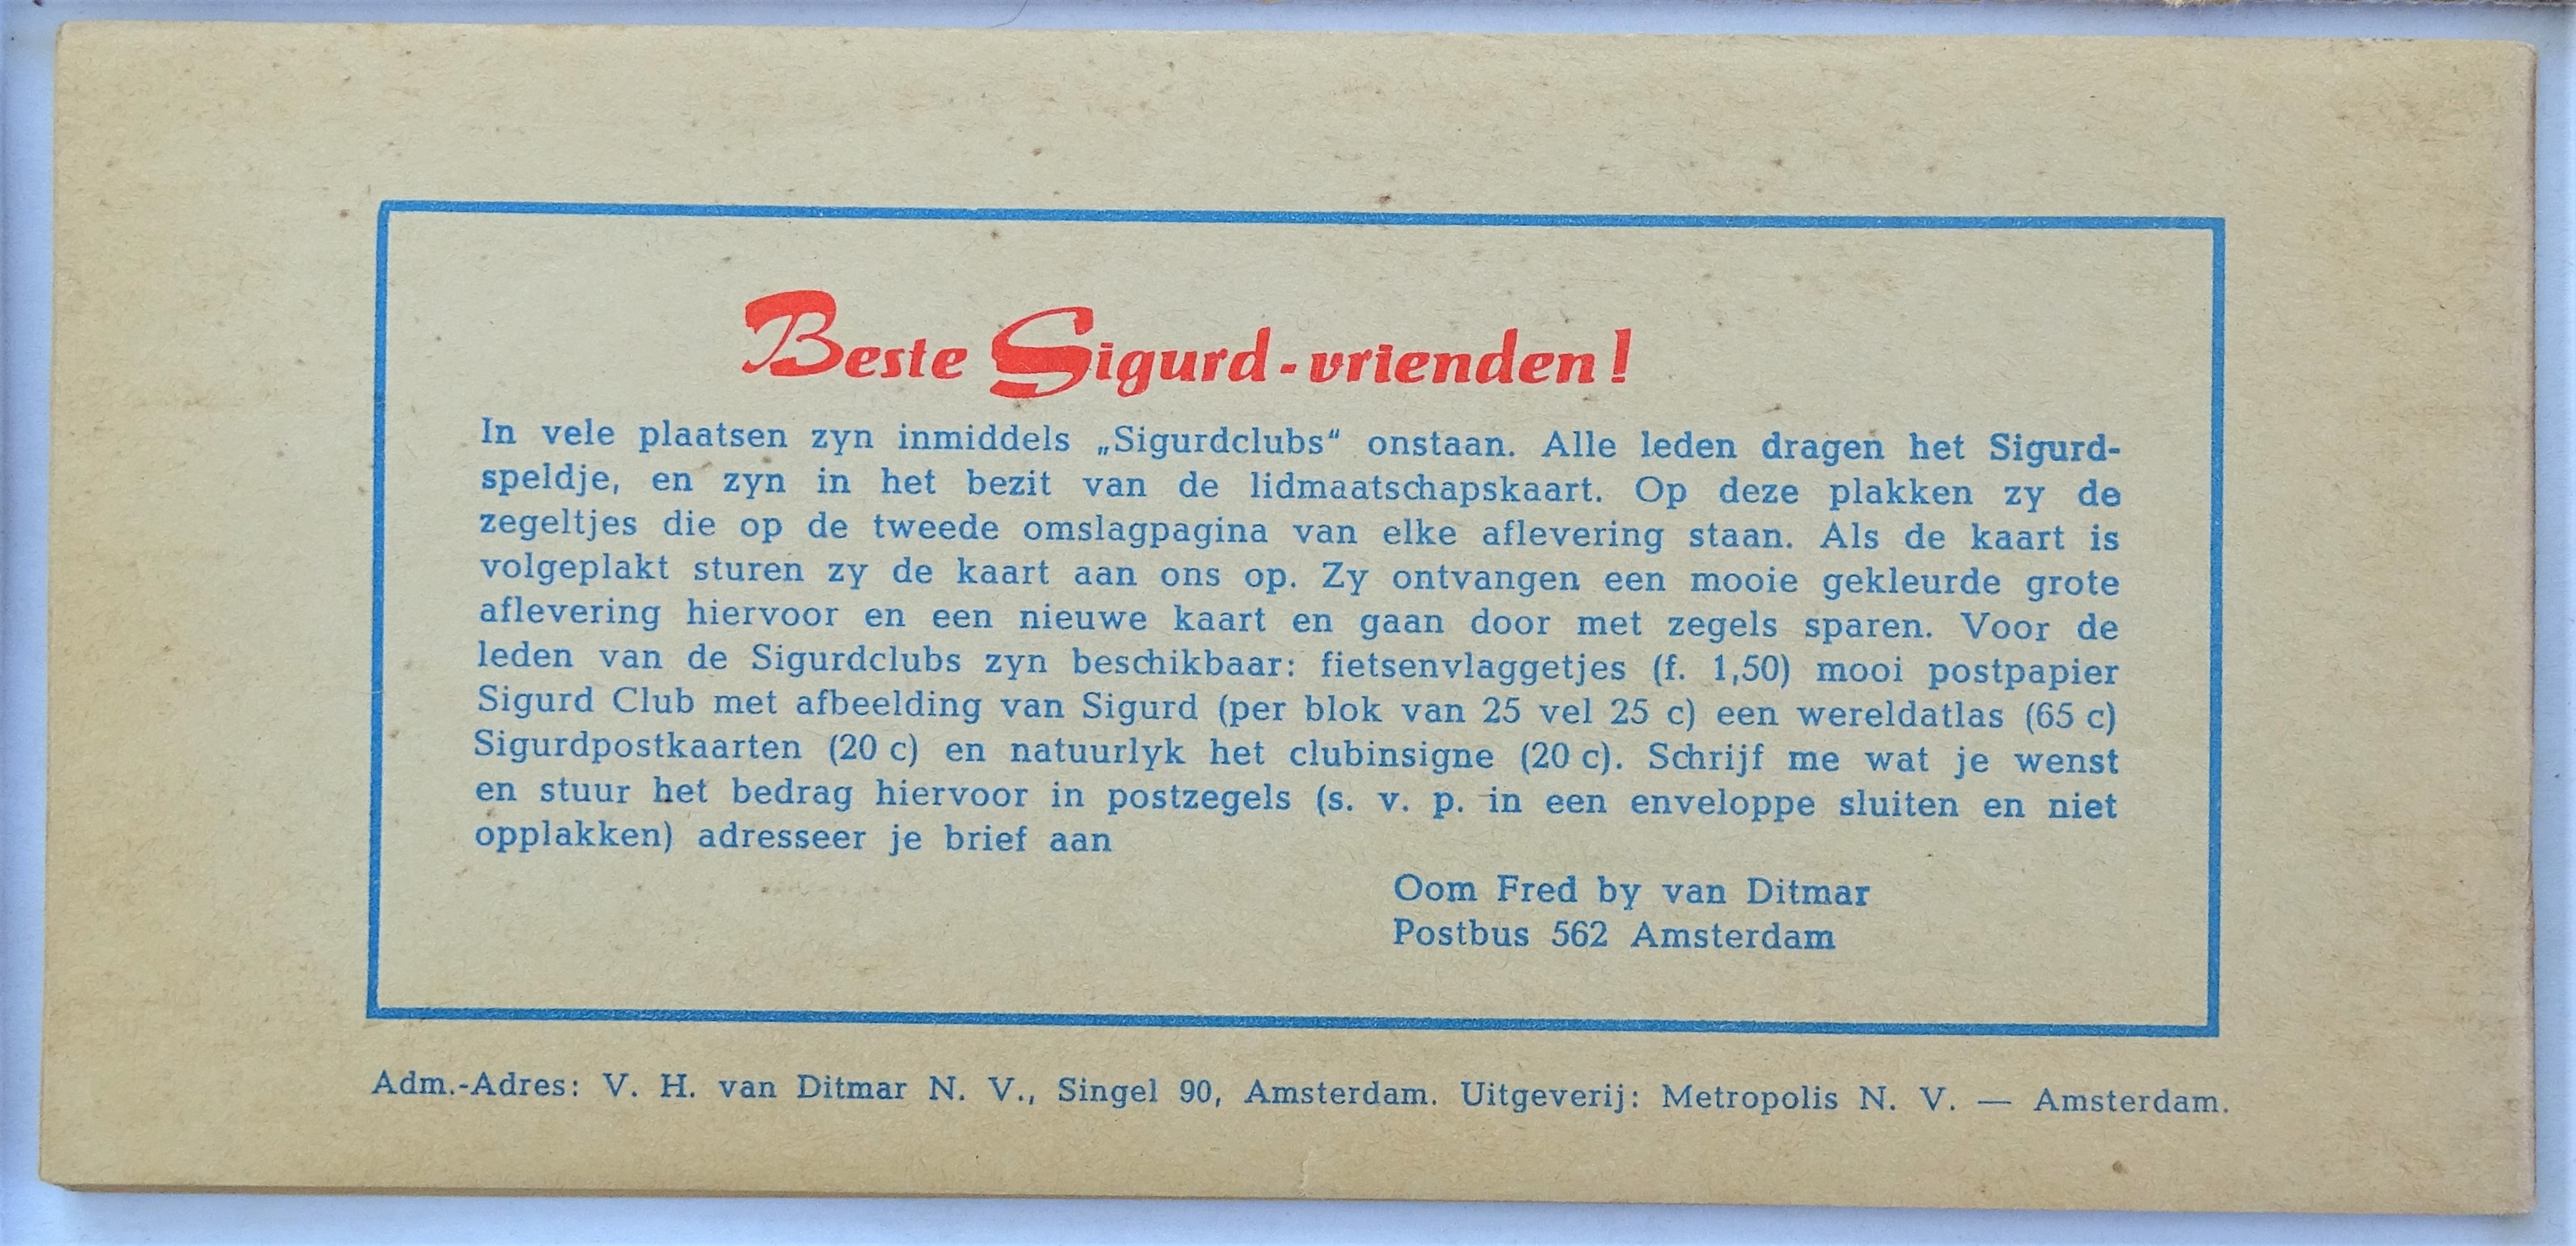 Beste Sigurd-vrienden!
In vele plaatsen zyn inmiddels „Sigurdclubs“ onstaan. Alle leden dragen het Sigurd-
speldje, en zyn in het bezit van de lidmaatschapskaart. Op deze plakken zy de
zegeltjes die op de tweede omslagpagina van elke aflevering staan. Als de kaart is
volgeplakt sturen zy de kaart aan ons op. Zy ontvangen een mooie gekleurde grote
aflevering hiervoor en een nieuwe kaart en gaan door met zegels sparen. Voor de
leden van de Sigurdclubs zyn beschikbaar: fietsenvlaggetjes (f. 1,50) mooi postpapier
Sigurd Club met afbeelding van Sigurd (per blok van 25 vel 25 c) een wereldatlas (65 c)
Sigurdpostkaarten (20 c) en natuurlyk het clubinsigne (20 c). Schrijf me wat je wenst
en stuur het bedrag hiervoor in postzegels (s. v. p. in een enveloppe sluiten en niet
opplakken) adresseer je brief aan
Oom Fred by van Ditmar
Postbus 562 Amsterdam
Adm.-Adres: V. H. van Ditmar N. V., Singel 90, Amsterdam. Uitgeverij: Metropolis N. V. — Amsterdam.